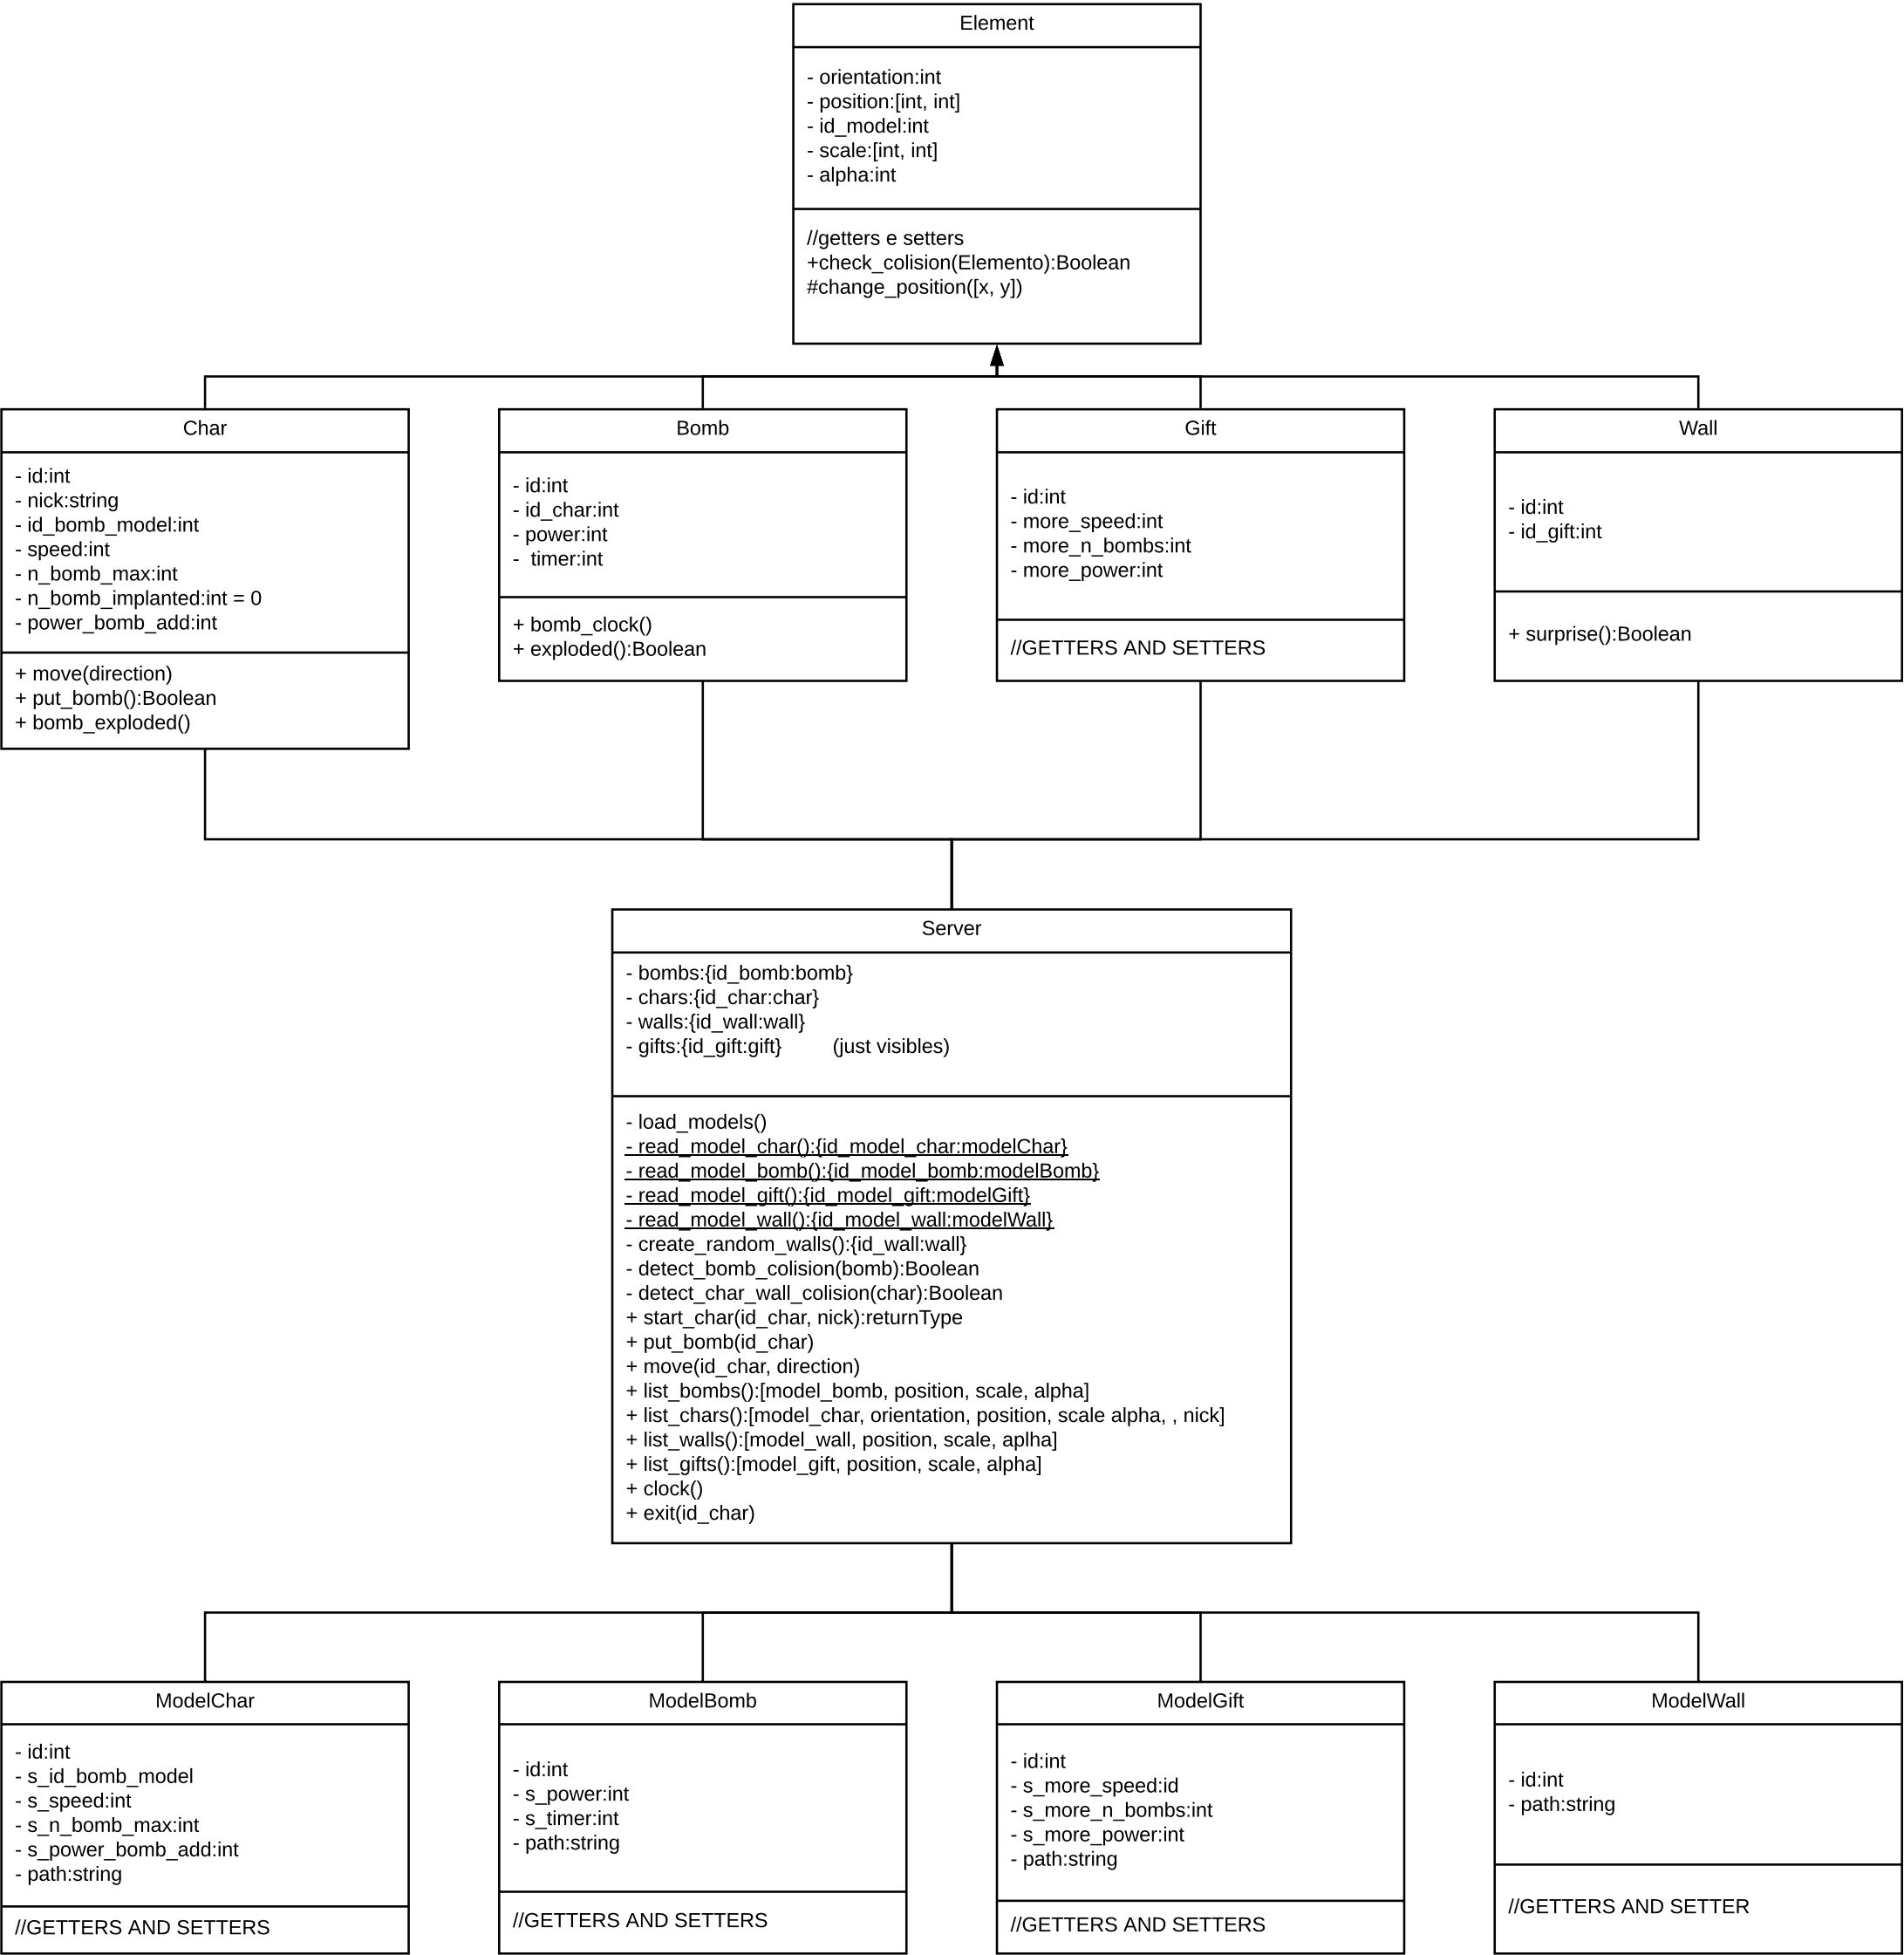 Element
- orientation:int
- position:[int, int]
- id_model:int
- scale:[int, int]
- alpha:int
//getters e setters
+check_colision(Elemento):Boolean
#change_position([x, y])
Char
- id:int
- nick:string
- id_bomb_model:int
- speed:int
- n_bomb_max:int
- n_bomb_implanted:int = 0
- power_bomb_add:int
+ move(direction)
+ put_bomb():Boolean
+ bomb_exploded()
Bomb
- id:int
- id_char:int
- power:int
-  timer:int
+ bomb_clock()
+ exploded():Boolean
Gift
- id:int
- more_speed:int
- more_n_bombs:int
- more_power:int
//GETTERS AND SETTERS
Wall
- id:int
- id_gift:int
+ surprise():Boolean
Server
- bombs:{id_bomb:bomb}
- chars:{id_char:char}
- walls:{id_wall:wall}
- gifts:{id_gift:gift}         (just visibles)
- load_models()
- read_model_char():{id_model_char:modelChar}
- read_model_bomb():{id_model_bomb:modelBomb}
- read_model_gift():{id_model_gift:modelGift}
- read_model_wall():{id_model_wall:modelWall}
- create_random_walls():{id_wall:wall}
- detect_bomb_colision(bomb):Boolean
- detect_char_wall_colision(char):Boolean
+ start_char(id_char, nick):returnType
+ put_bomb(id_char)
+ move(id_char, direction)
+ list_bombs():[model_bomb, position, scale, alpha]
+ list_chars():[model_char, orientation, position, scale alpha, , nick]
+ list_walls():[model_wall, position, scale, aplha]
+ list_gifts():[model_gift, position, scale, alpha]
+ clock()
+ exit(id_char)
ModelChar
- id:int
- s_id_bomb_model
- s_speed:int
- s_n_bomb_max:int
- s_power_bomb_add:int
- path:string
//GETTERS AND SETTERS
ModelBomb
- id:int
- s_power:int
- s_timer:int
- path:string
//GETTERS AND SETTERS
ModelGift
- id:int
- s_more_speed:id
- s_more_n_bombs:int
- s_more_power:int
- path:string
//GETTERS AND SETTERS
ModelWall
- id:int
- path:string
//GETTERS AND SETTER